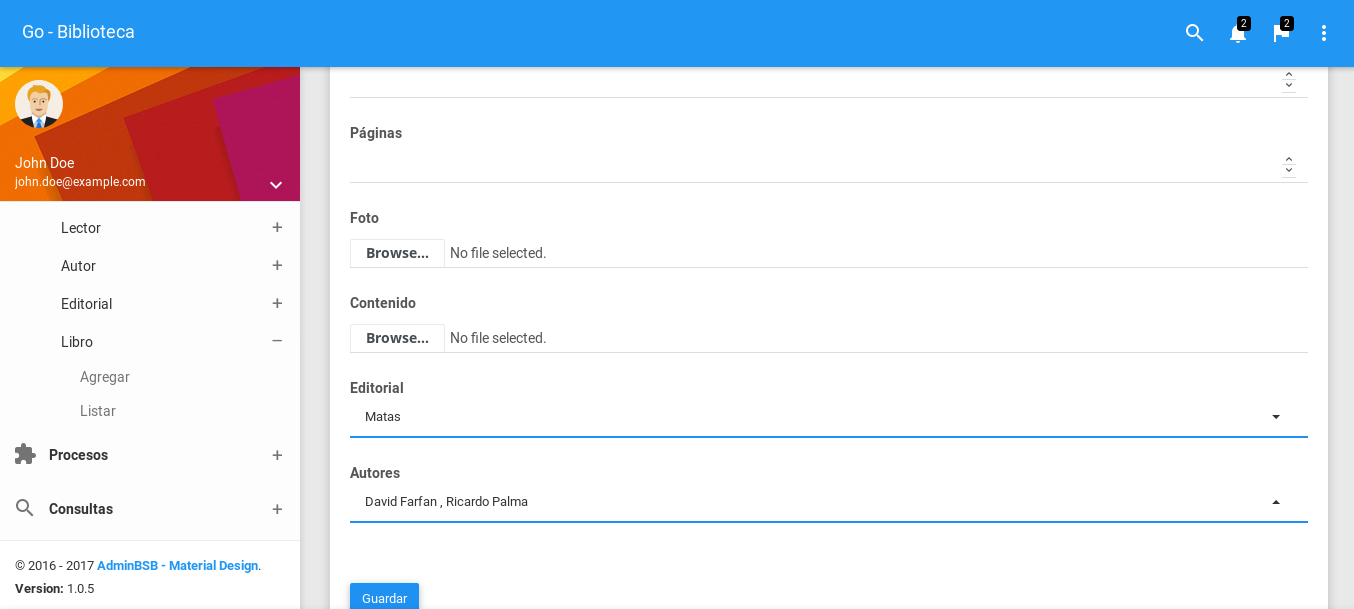 Go - Biblioteca
2
2
John Doe
john.doe@example.com
Lector
Autor
Editorial
Libro
Agregar
Listar
Procesos
Consultas
© 2016 - 2017 AdminBSB - Material Design.
Version: 1.0.5
Páginas
Foto
Browse... No file selected.
Contenido
Browse... No file selected.
Editorial
Matas
Autores
David Farfan , Ricardo Palma
Guardar